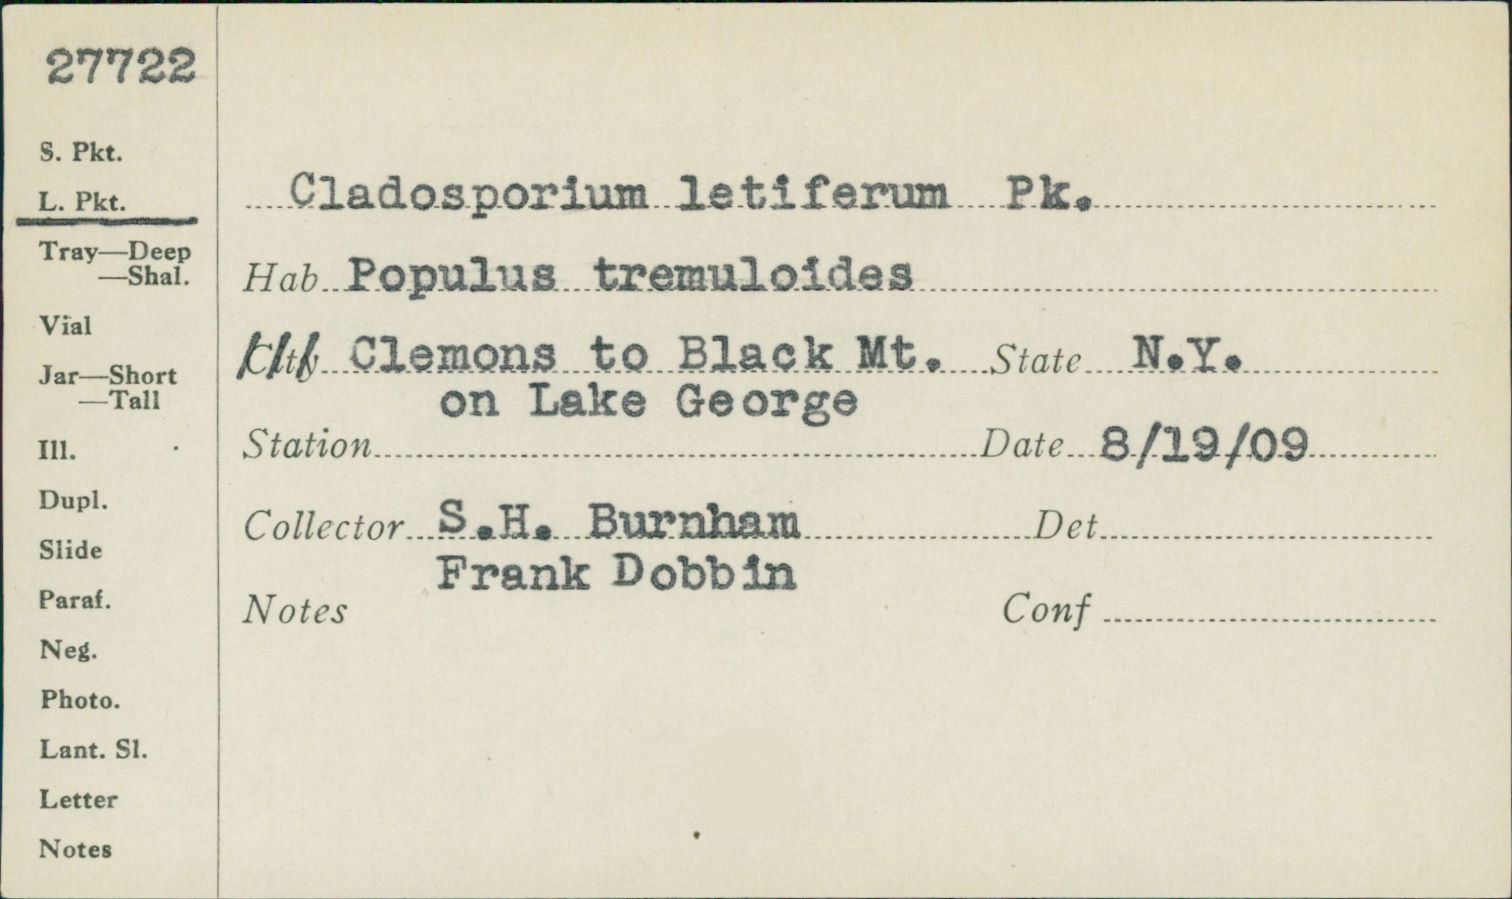 27722
S. Pkt.
L. Pkt.
Tray—Deep
—Shal.
Vial
Jar—Short
—Tall
Ill.
Dupl.
Slide
Paraf.
Neg.
Photo.
Lant. Sl.
Letter
Notes
Cladosporium letiferum Pk.
Hab Populus tremuloides
City Clemons to Black Mt. State N.Y.
on Lake George
Station Date 8/19/09
Collector S.H. Burnham Det
Frank Dobbin
Notes Conf